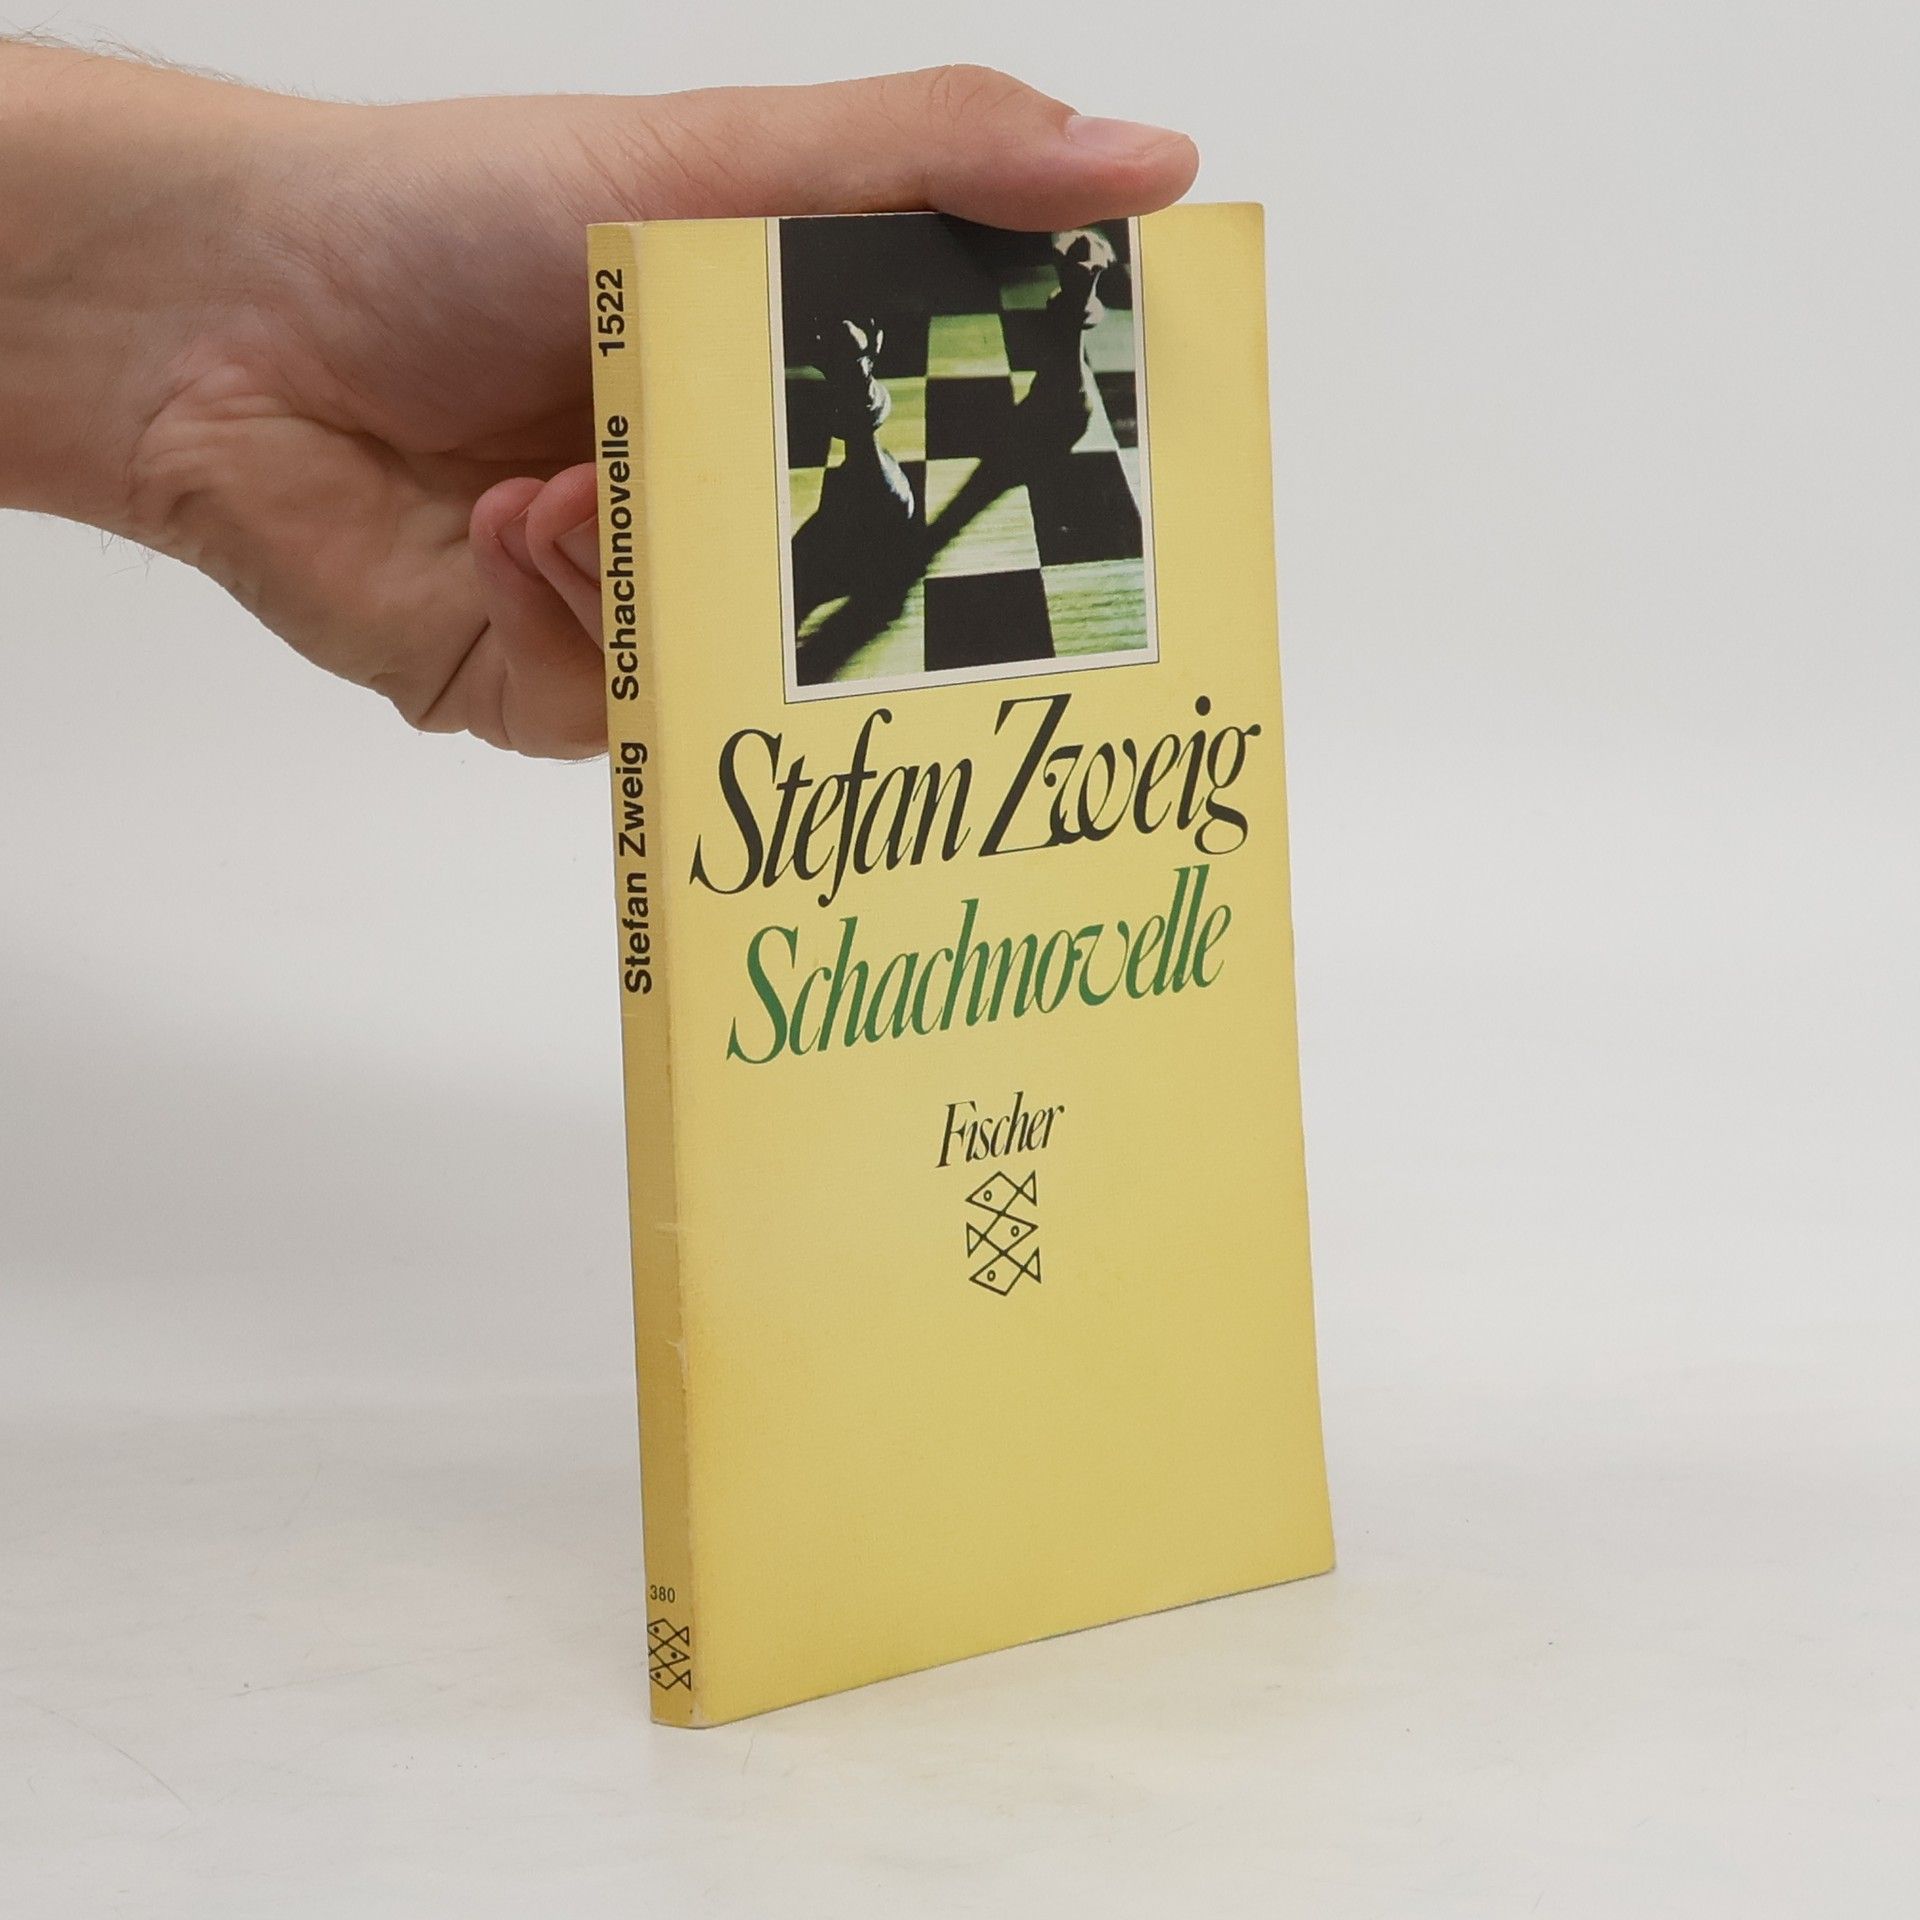 Stefan Zweig Schachnovelle 1522
380
Stefan Zweig
Schachnovelle
Fischer